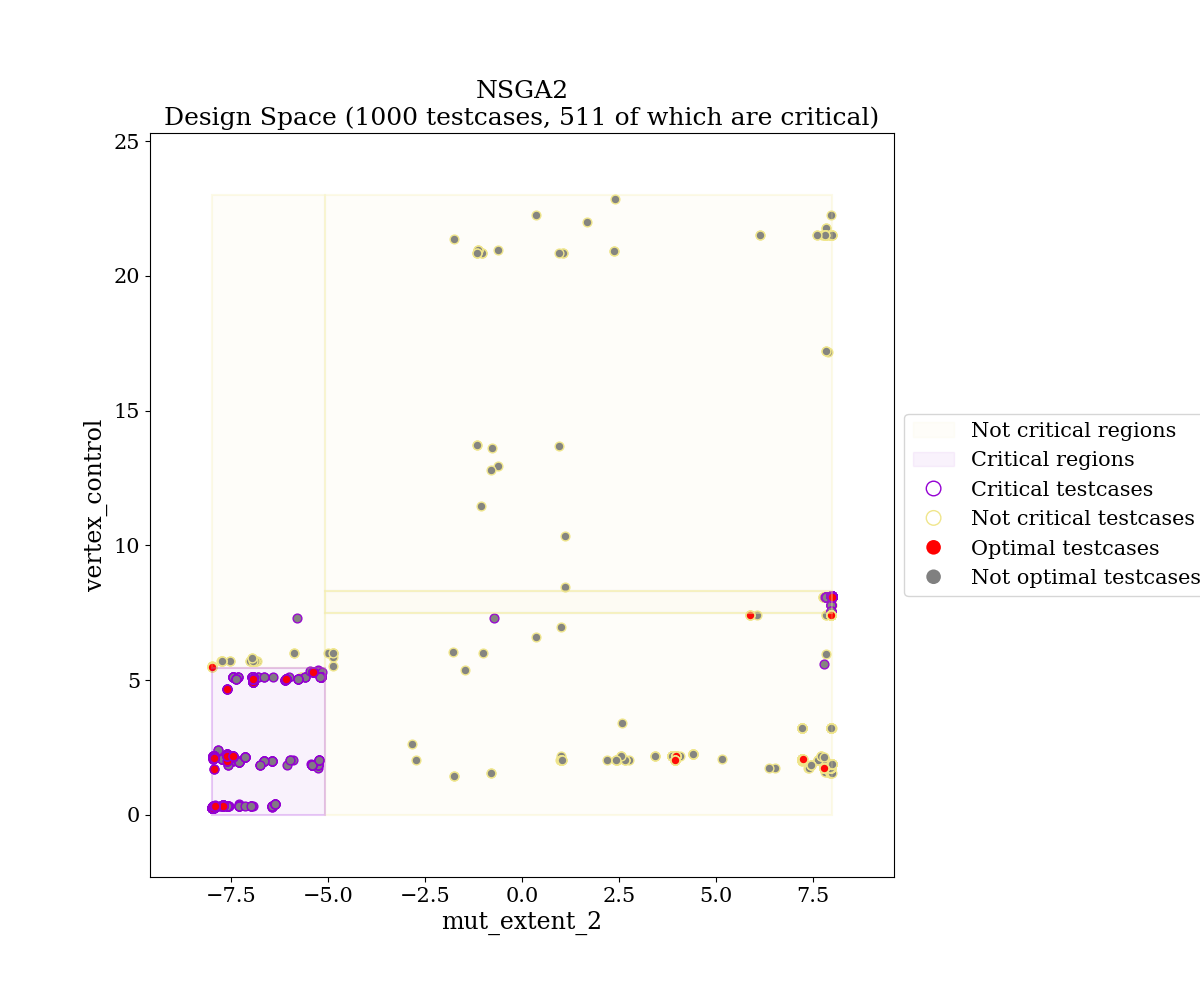 NSGA2
Design Space (1000 testcases, 511 of which are critical)
25
20
15
10
5
0
vertex_control
−7.5
−5.0
−2.5
0.0
2.5
5.0
7.5
mut_extent_2
Not critical regions
Critical regions
Critical testcases
Not critical testcases
Optimal testcases
Not optimal testcases